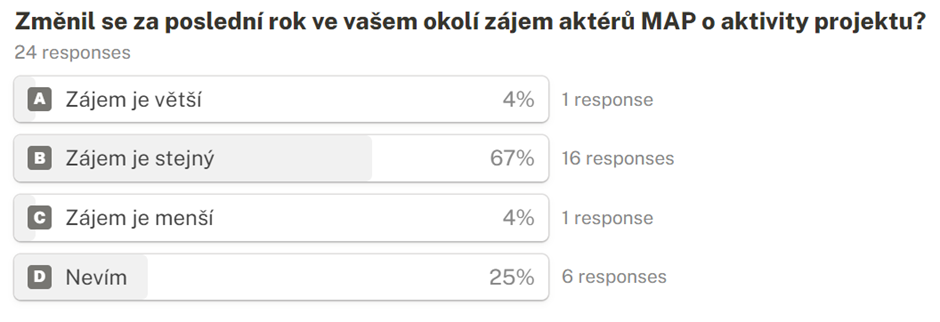 Změnil se za poslední rok ve vašem okolí zájem aktérů MAP o aktivity projektu?
24 responses
A Zájem je větší 4% 1 response
B Zájem je stejný 67% 16 responses
C Zájem je menší 4% 1 response
D Nevím 25% 6 responses